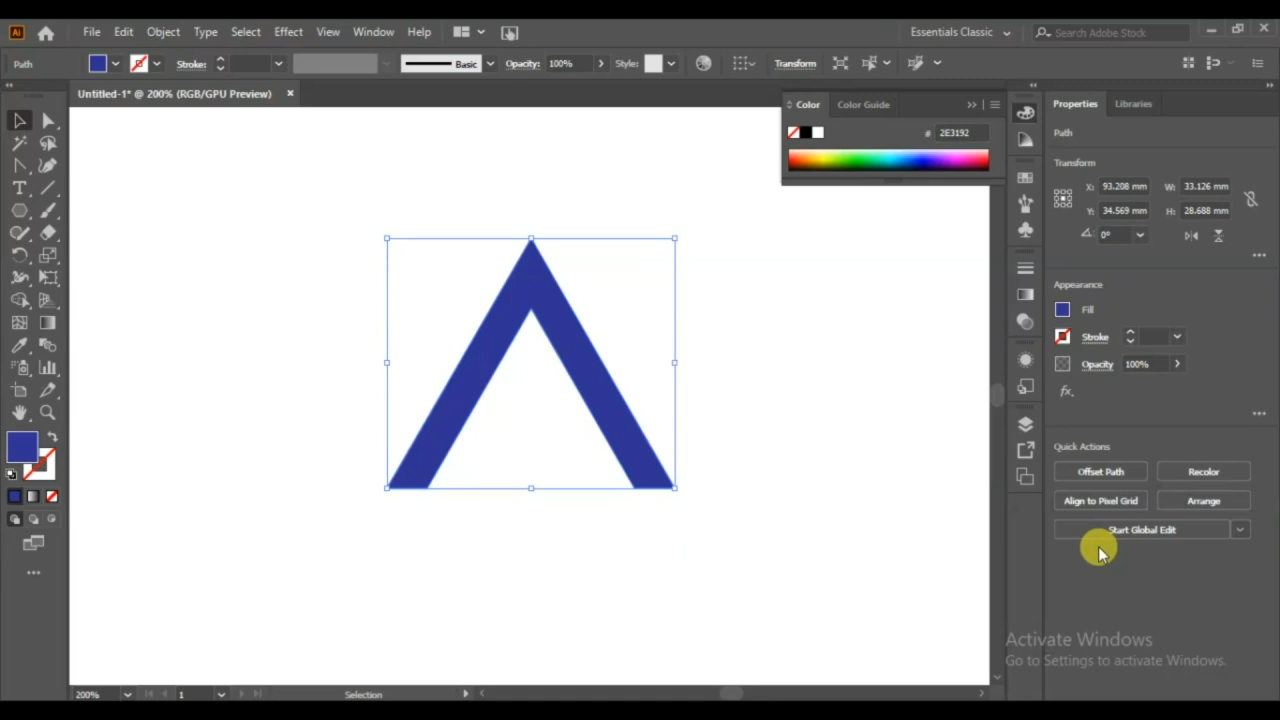 Ai File Edit Object Type Select Effect View Window Help Essentials Classic Search Adobe Stock
Path Stroke: Basic Opacity: 100% Style: Transform
Untitled-1* @ 200% (RGB/GPU Preview)
Color Color Guide
# 2E3192
Properties Libraries
Path
Transform
X: 93.208 mm W: 33.126 mm
Y: 34.569 mm H: 28.688 mm
0°
Appearance
Fill
Stroke
Opacity 100%
fx.
Quick Actions
Offset Path Recolor
Align to Pixel Grid Arrange
Start Global Edit
Activate Windows
Go to Settings to activate Windows.
200% 1 Selection